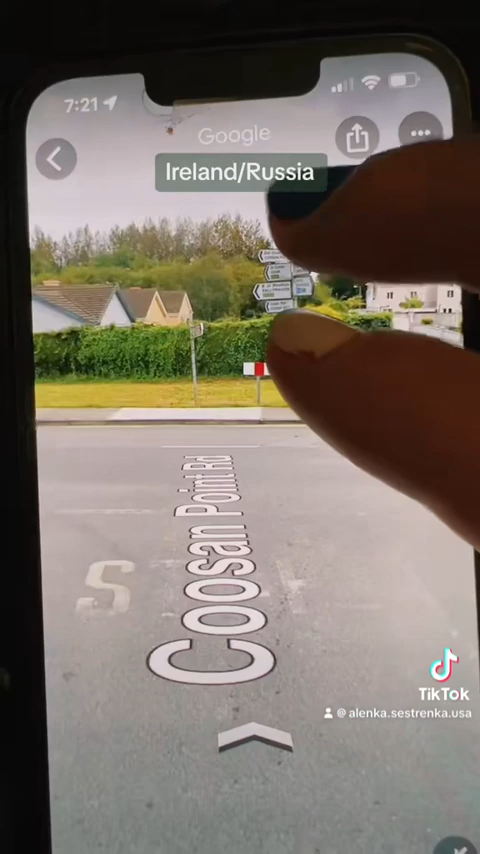 7:21
Google
Ireland/Russia
Coosan Point Rd
S
TikTok
@alenka.sestrenka.usa